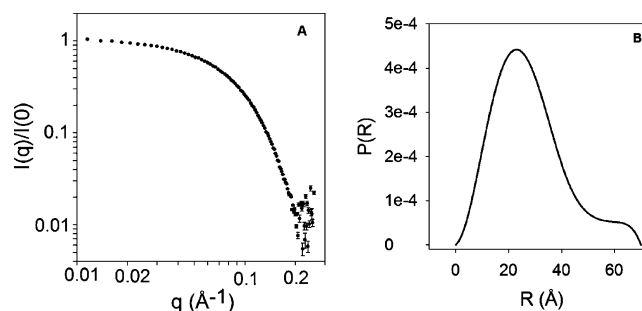 A
1
0.1
0.01
I(q)/I(0)
0.01
0.02
0.1
0.2
q (Å-1)
B
5e-4
4e-4
3e-4
2e-4
1e-4
0
P(R)
0
20
40
60
R (Å)